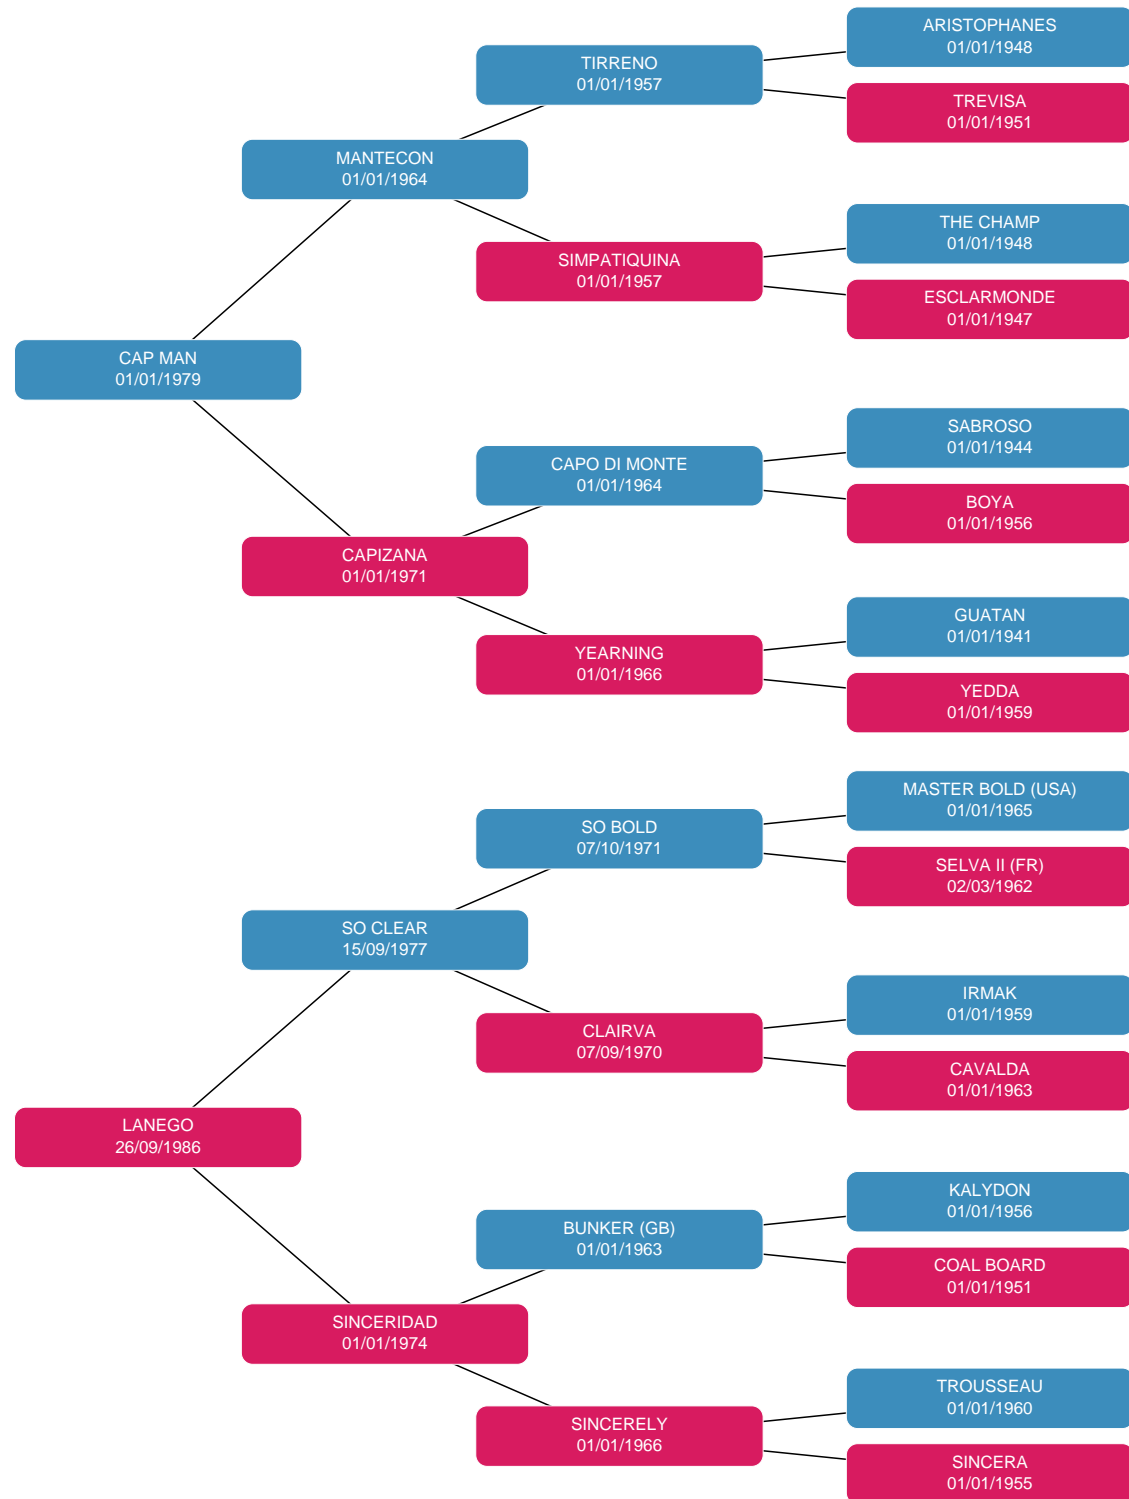 ARISTOPHANES
01/01/1948
TIRRENO
01/01/1957
TREVISA
01/01/1951
MANTECON
01/01/1964
THE CHAMP
01/01/1948
SIMPATIQUINA
01/01/1957
ESCLARMONDE
01/01/1947
CAP MAN
01/01/1979
SABROSO
01/01/1944
CAPO DI MONTE
01/01/1964
BOYA
01/01/1956
CAPIZANA
01/01/1971
GUATAN
01/01/1941
YEARNING
01/01/1966
YEDDA
01/01/1959
MASTER BOLD (USA)
01/01/1965
SO BOLD
07/10/1971
SELVA II (FR)
02/03/1962
SO CLEAR
15/09/1977
IRMAK
01/01/1959
CLAIRVA
07/09/1970
CAVALDA
01/01/1963
LANEGO
26/09/1986
KALYDON
01/01/1956
BUNKER (GB)
01/01/1963
COAL BOARD
01/01/1951
SINCERIDAD
01/01/1974
TROUSSEAU
01/01/1960
SINCERELY
01/01/1966
SINCERA
01/01/1955